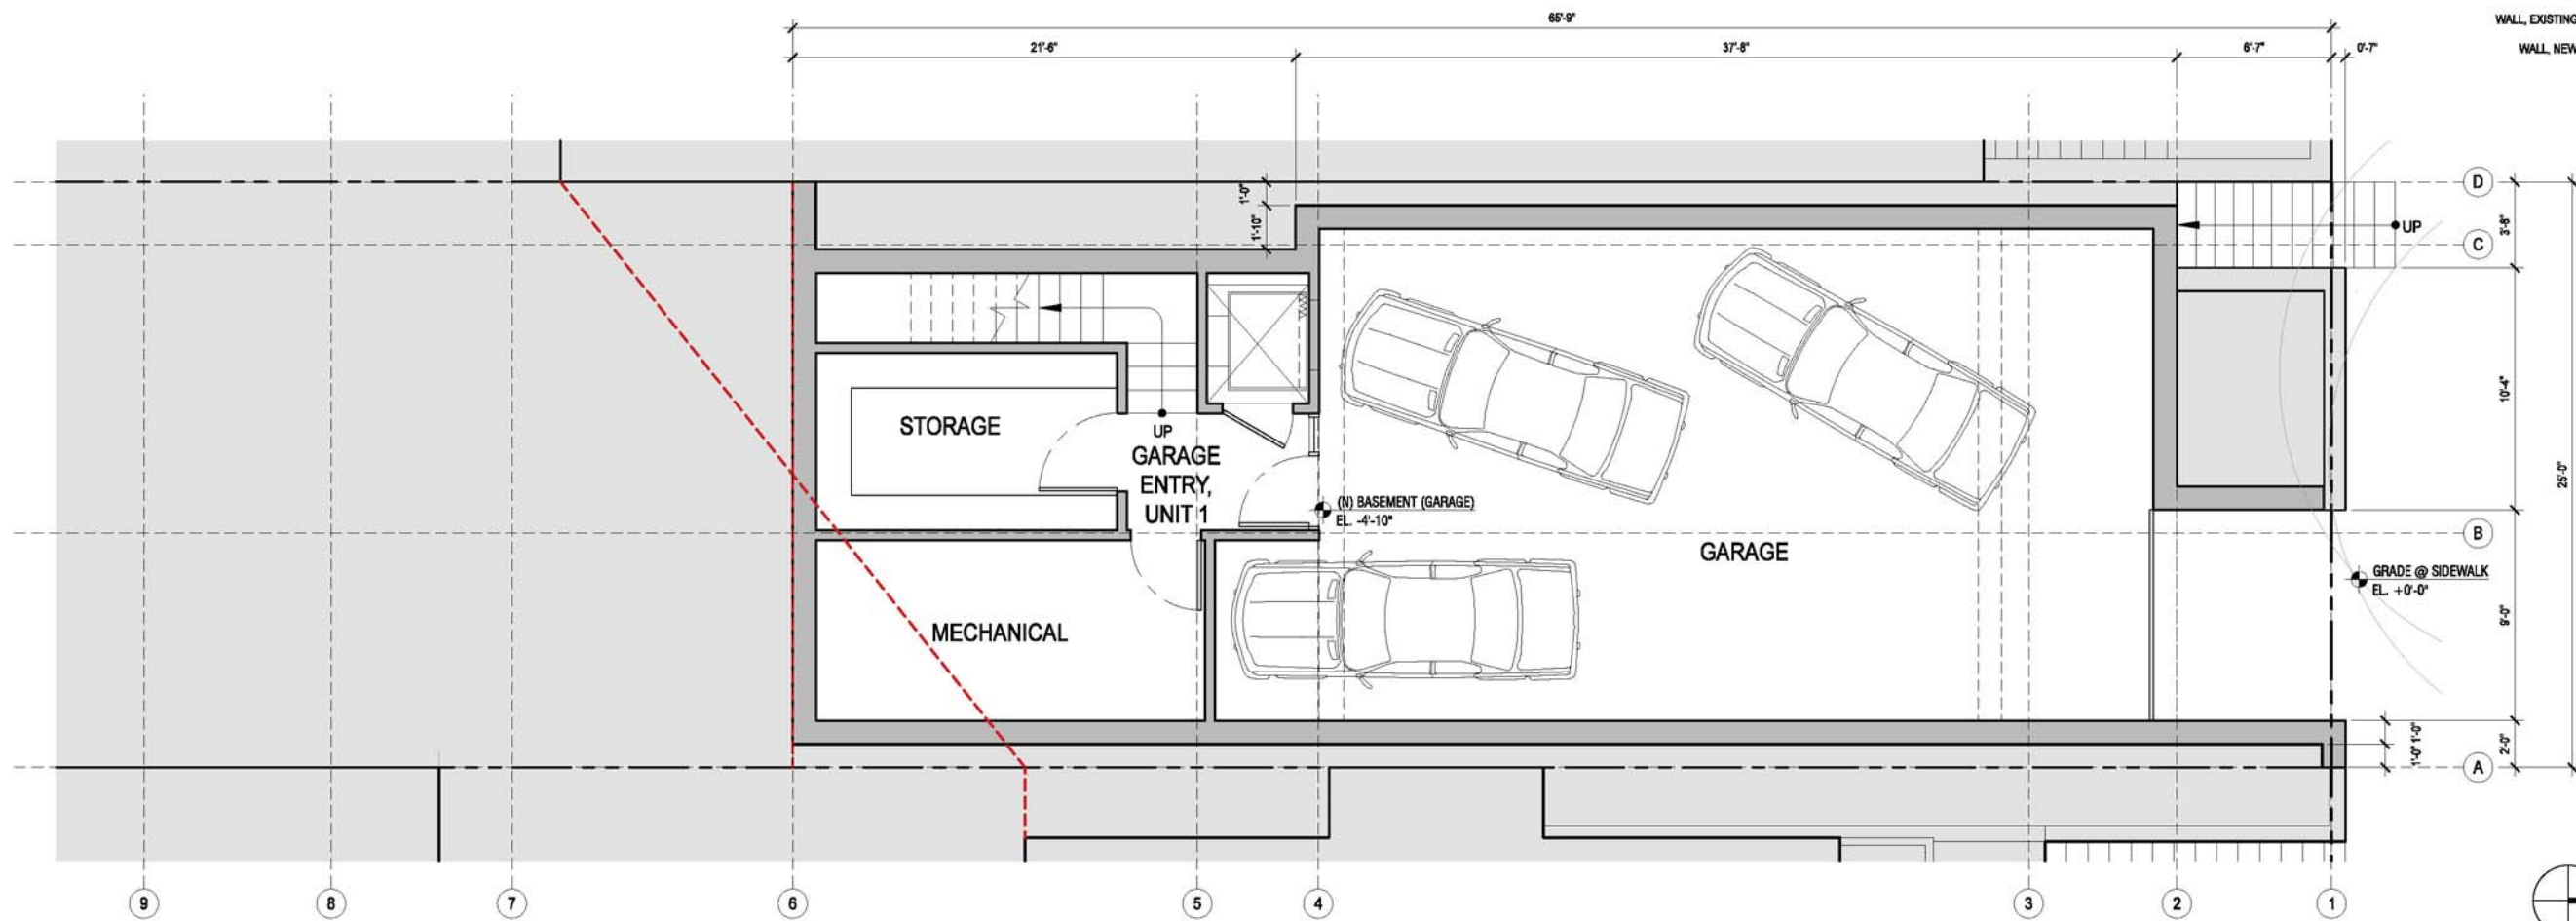 65'-9"
WALL, EXISTING
21'-6"
37'-8"
6'-7"
0'-7"
WALL, NEW
1'-0"
1'-10"
D
3'-8"
UP
C
STORAGE
UP
GARAGE
ENTRY,
UNIT 1
10'-4"
25'-0"
(N) BASEMENT (GARAGE)
EL. -4'-10"
B
GARAGE
GRADE @ SIDEWALK
EL. +0'-0"
9'-0"
MECHANICAL
1'-0"
1'-0"
2'-0"
A
9
8
7
6
5
4
3
2
1